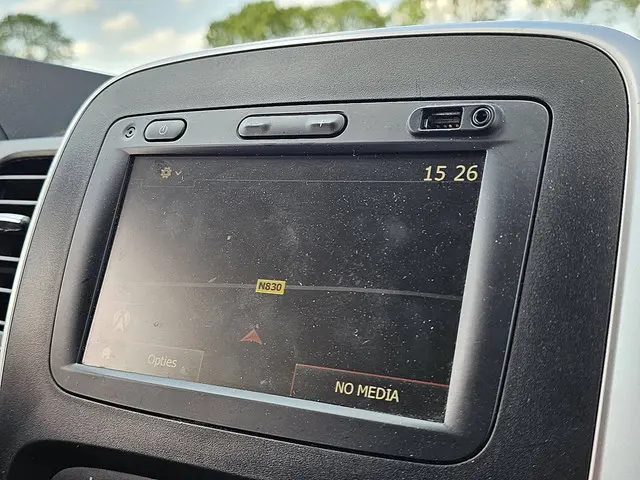 15 26
N830
Opties
NO MEDIA